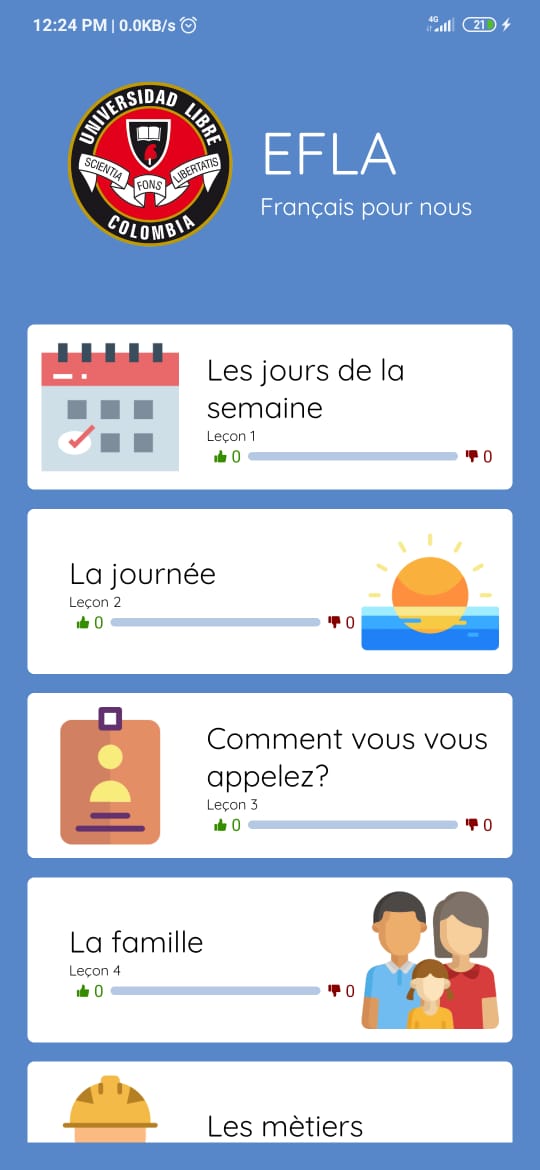 12:24 PM | 0.0KB/s
4G
21
UNIVERSIDAD LIBRE
SCIENTIA
FONS
LIBERTATIS
COLOMBIA
EFLA
Français pour nous
Les jours de la
semaine
Leçon 1
0
0
La journée
Leçon 2
0
0
Comment vous vous
appelez?
Leçon 3
0
0
La famille
Leçon 4
0
0
Les mètiers